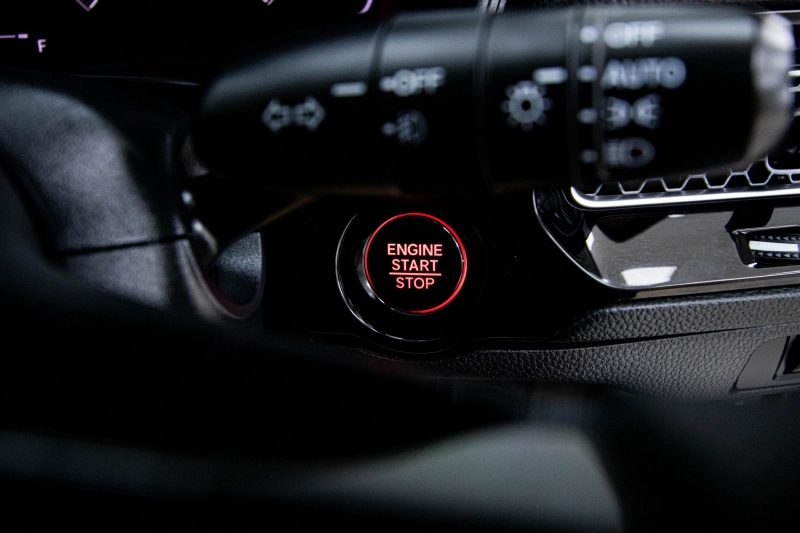 F
OFF
OFF
AUTO
ENGINE
START
STOP